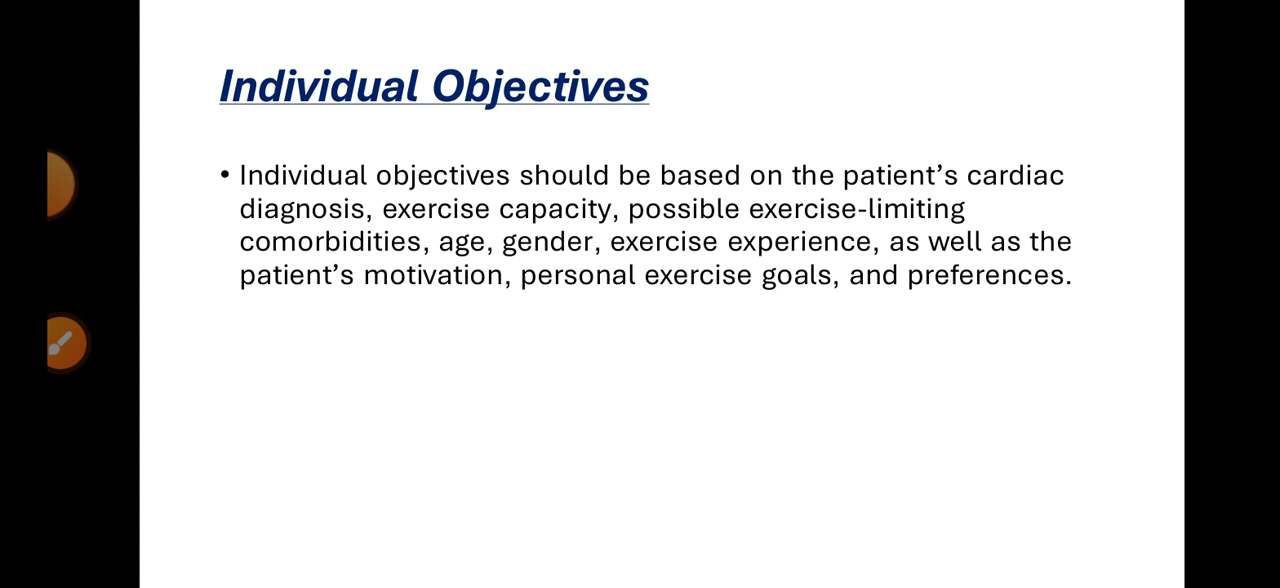 Individual Objectives
• Individual objectives should be based on the patient’s cardiac
diagnosis, exercise capacity, possible exercise-limiting
comorbidities, age, gender, exercise experience, as well as the
patient’s motivation, personal exercise goals, and preferences.